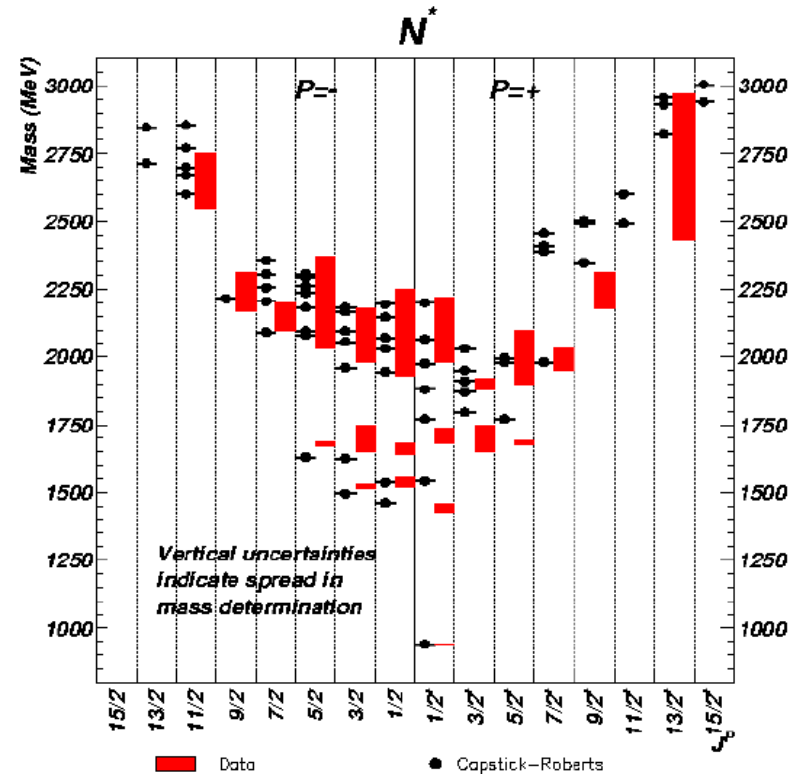 N*
Mass (MeV)
P=-
P=+
3000
2750
2500
2250
2000
1750
1500
1250
1000
3000
2750
2500
2250
2000
1750
1500
1250
1000
Vertical uncertainties
indicate spread in
mass determination
15/2 13/2 11/2 9/2 7/2 5/2 3/2 1/2 1/2+ 3/2+ 5/2+ 7/2+ 9/2+ 11/2+ 13/2+ 15/2+
Data
Capstick-Roberts